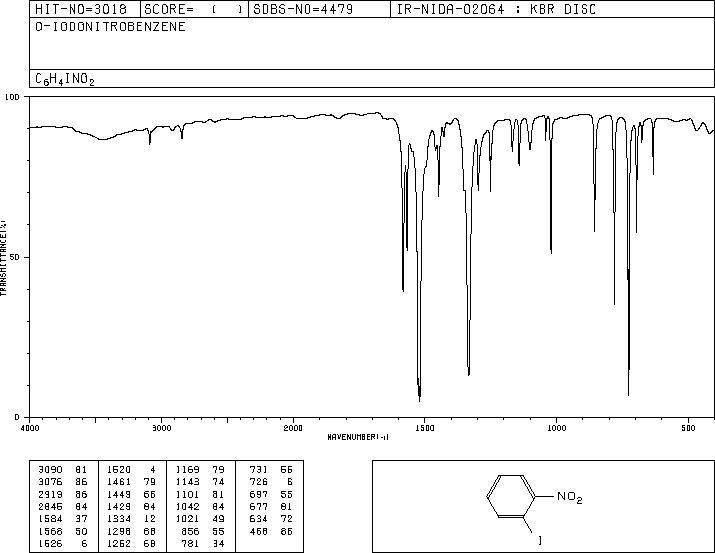 HIT-NO=3018 SCORE= ( ) SDBS-NO=4479 IR-NIDA-02064 : KBR DISC
O-IODONITROBENZENE
C6H4INO2
100
50
0
TRANSMITTANCE(%)
4000 3000 2000 1500 1000 500
WAVENUMBER(-1)
3090 81 1520 4 1169 79 731 55
3076 86 1461 79 1143 74 726 6
2919 86 1449 66 1101 81 697 55
2845 84 1429 84 1042 84 677 81
1584 37 1334 12 1021 49 634 72
1568 50 1298 68 856 55 468 86
1526 6 1252 68 781 34
NO2
I